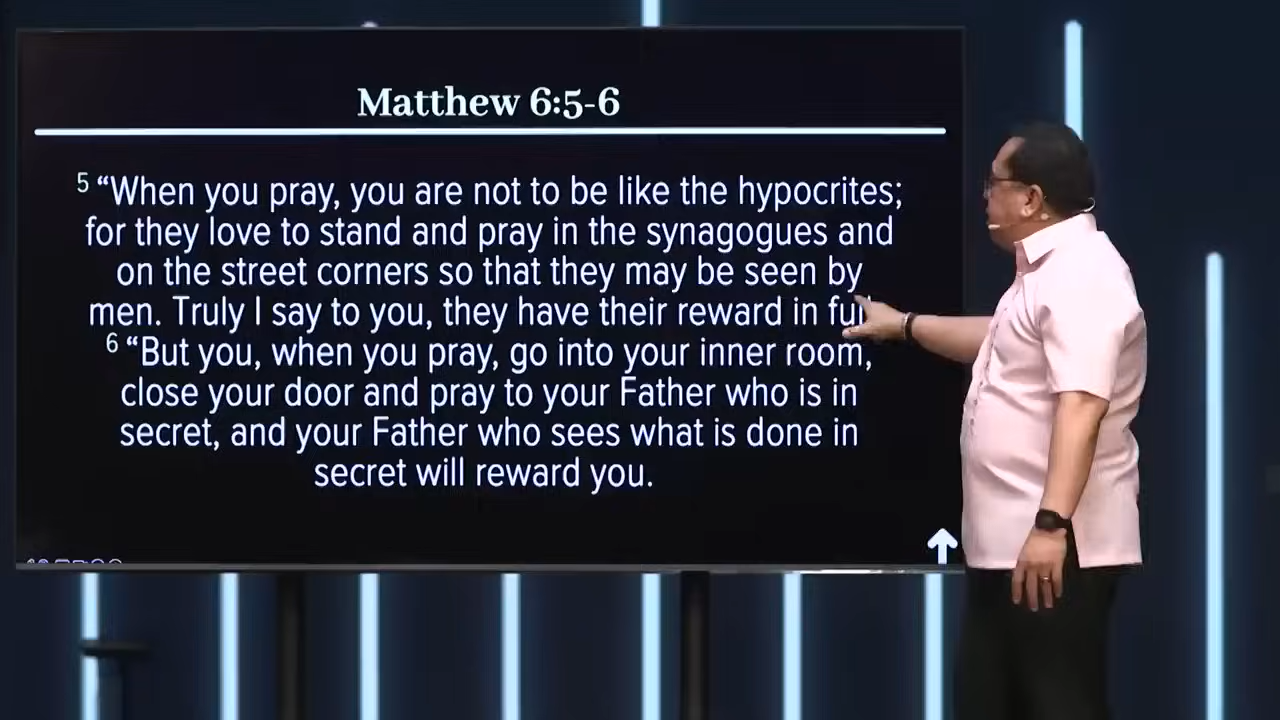 Matthew 6:5-6
5 “When you pray, you are not to be like the hypocrites;
for they love to stand and pray in the synagogues and
on the street corners so that they may be seen by
men. Truly I say to you, they have their reward in
6 “But you, when you pray, go into your inner room,
close your door and pray to your Father who is in
secret, and your Father who sees what is done in
secret will reward you.